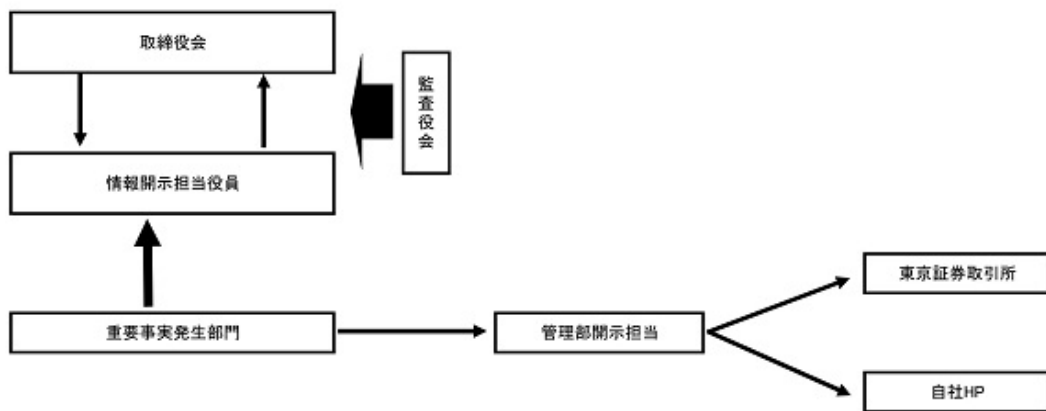 取締役会
監査役会
情報開示担当役員
東京証券取引所
重要事実発生部門
管理部開示担当
自社HP